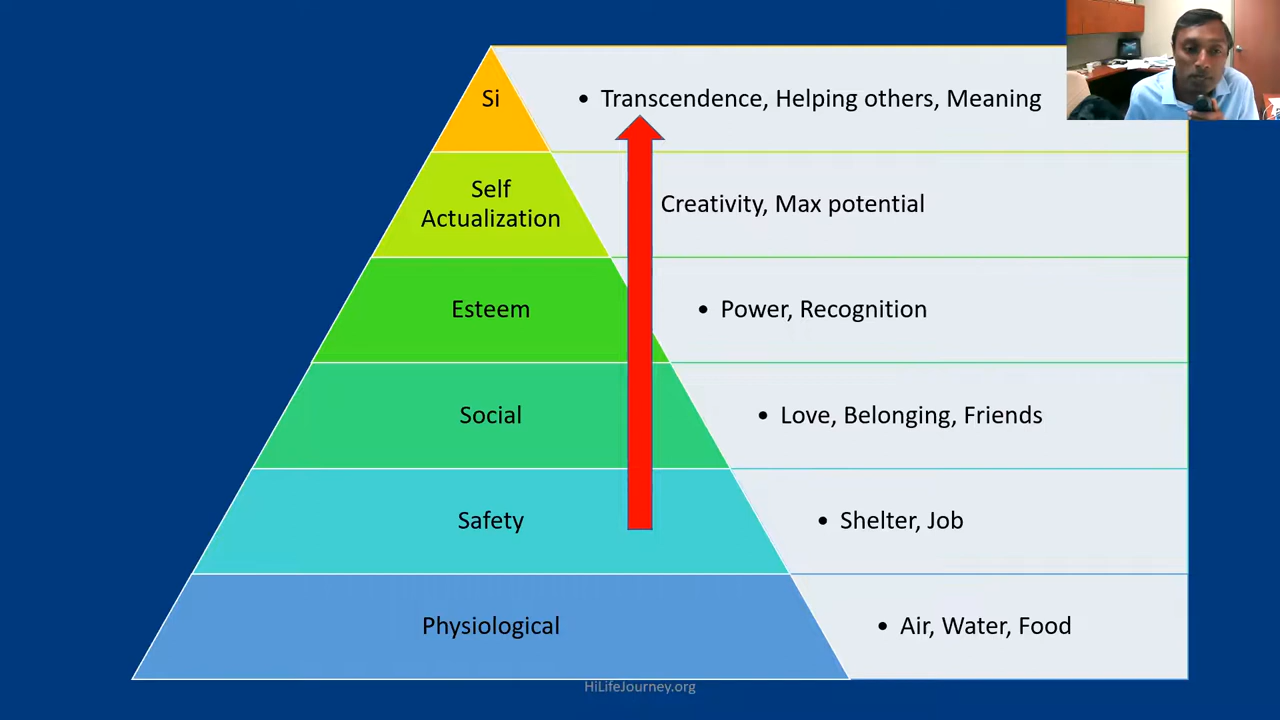 Si
• Transcendence, Helping others, Meaning
Self
Actualization
Creativity, Max potential
Esteem
• Power, Recognition
Social
• Love, Belonging, Friends
Safety
• Shelter, Job
Physiological
• Air, Water, Food
HiLifeJourney.org